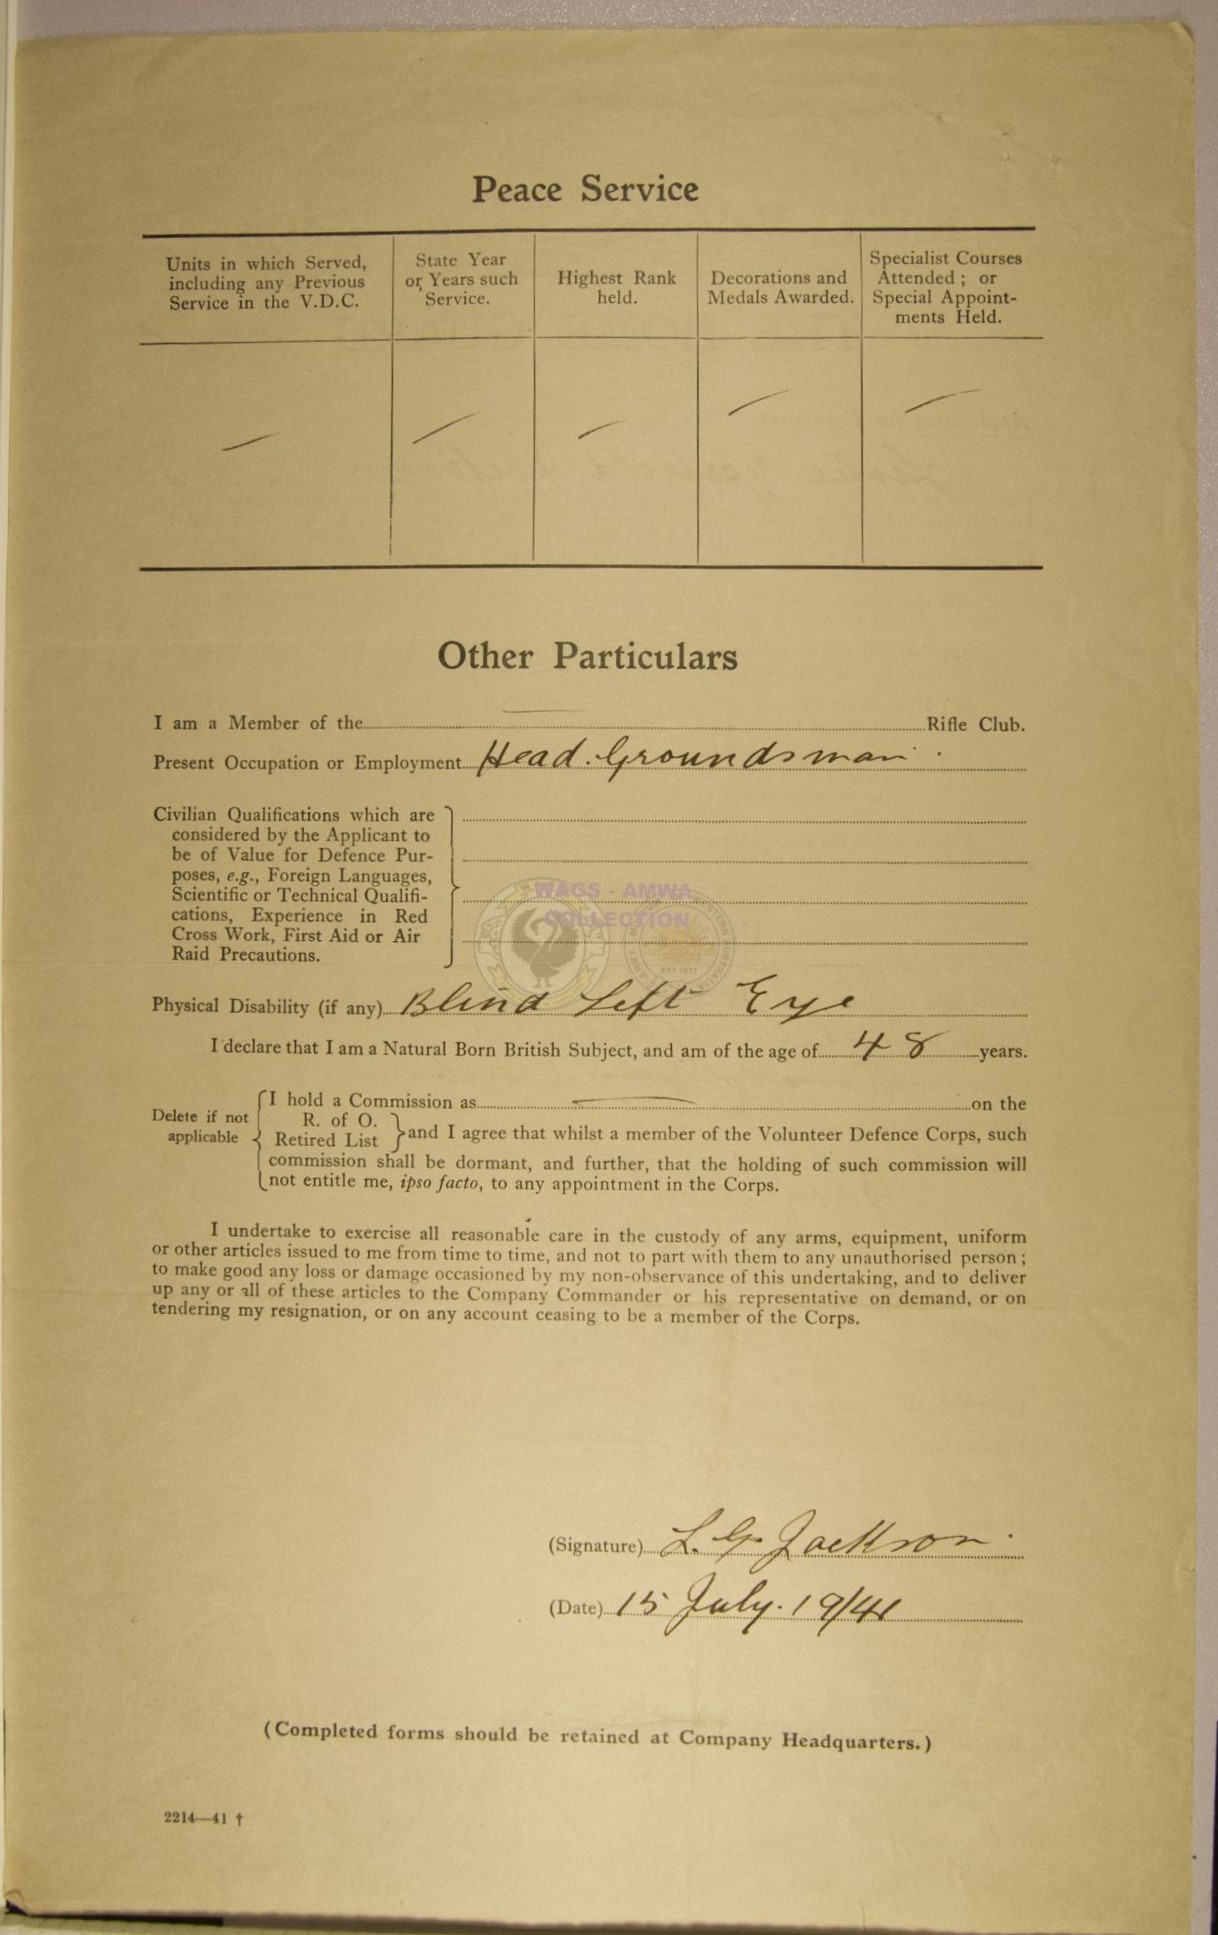 Peace Service
Units in which Served,
including any Previous
Service in the V.D.C.
State Year
or Years such
Service.
Highest Rank
held.
Decorations and
Medals Awarded.
Specialist Courses
Attended ; or
Special Appoint-
ments Held.
Other Particulars
I am a Member of the Rifle Club.
Present Occupation or Employment Head Groundsman
Civilian Qualifications which are
considered by the Applicant to
be of Value for Defence Pur-
poses, e.g., Foreign Languages,
Scientific or Technical Qualifi-
cations, Experience in Red
Cross Work, First Aid or Air
Raid Precautions.
WAGS - AMWA
COLLECTION
Physical Disability (if any) Blind Left Eye
I declare that I am a Natural Born British Subject, and am of the age of 48 years.
Delete if not
applicable
I hold a Commission as on the
R. of O.
Retired List
and I agree that whilst a member of the Volunteer Defence Corps, such
commission shall be dormant, and further, that the holding of such commission will
not entitle me, ipso facto, to any appointment in the Corps.
I undertake to exercise all reasonable care in the custody of any arms, equipment, uniform
or other articles issued to me from time to time, and not to part with them to any unauthorised person ;
to make good any loss or damage occasioned by my non-observance of this undertaking, and to deliver
up any or all of these articles to the Company Commander or his representative on demand, or on
tendering my resignation, or on any account ceasing to be a member of the Corps.
(Signature) L. G. Jackson
(Date) 15 July. 19/41
(Completed forms should be retained at Company Headquarters.)
2214—41 †